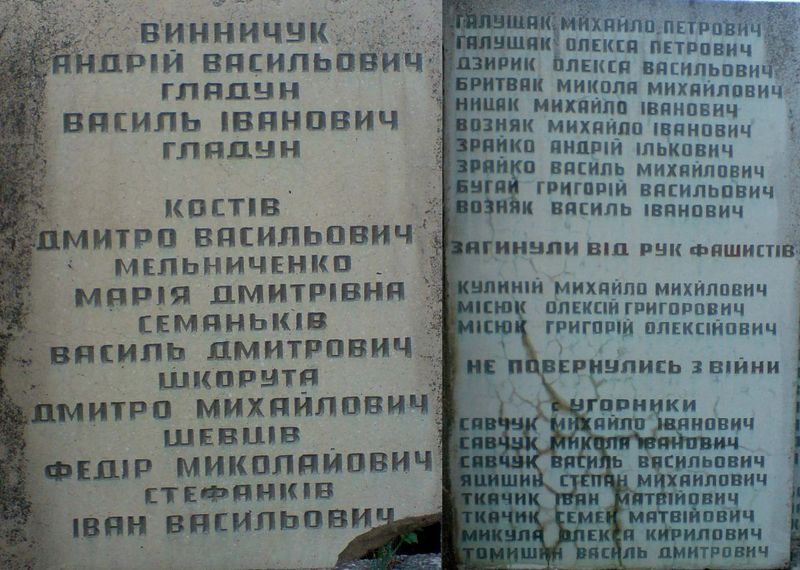 ВИННИЧУК
АНДРІЙ ВАСИЛЬОВИЧ
ГЛАДУН
ВАСИЛЬ ІВАНОВИЧ
ГЛАДУН
КОСТІВ
ДМИТРО ВАСИЛЬОВИЧ
МЕЛЬНИЧЕНКО
МАРІЯ ДМИТРІВНА
СЕМАНЬКІВ
ВАСИЛЬ ДМИТРОВИЧ
ШКОРУТА
ДМИТРО МИХАЙЛОВИЧ
ШЕВЦІВ
ФЕДІР МИКОЛАЙОВИЧ
СТЕФАНКІВ
ІВАН ВАСИЛЬОВИЧ
ГАЛУЩАК МИХАЙЛО ПЕТРОВИЧ
ГАЛУЩАК ОЛЕКСА ПЕТРОВИЧ
ДЗИРИК ОЛЕКСА ВАСИЛЬОВИЧ
БРИТВАК МИКОЛА МИХАЙЛОВИЧ
НИЦАК МИХАЙЛО ІВАНОВИЧ
ВОЗНЯК МИХАЙЛО ІВАНОВИЧ
ЗРАЙКО АНДРІЙ ІЛЬКОВИЧ
ЗРАЙКО ВАСИЛЬ МИХАЙЛОВИЧ
БУГАЙ ГРИГОРІЙ ВАСИЛЬОВИЧ
ВОЗНЯК ВАСИЛЬ ІВАНОВИЧ
ЗАГИНУЛИ ВІД РУК ФАШИСТІВ
КУЛИНІЙ МИХАЙЛО МИХЙЛОВИЧ
МІСЮК ОЛЕКСІЙ ГРИГОРОВИЧ
МІСЮК ГРИГОРІЙ ОЛЕКСІЙОВИЧ
НЕ ПОВЕРНУЛИСЬ З ВІЙНИ
с УГОРНИКИ
САВЧУК МИХАЙЛО ІВАНОВИЧ
САВЧУК МИКОЛА ІВАНОВИЧ
САВЧУК ВАСИЛЬ ВАСИЛЬОВИЧ
ЯЦИШИН СТЕПАН МИХАЙЛОВИЧ
ТКАЧИК ІВАН МАТВІЙОВИЧ
ТКАЧИК СЕМЕН МАТВІЙОВИЧ
МИКУЛА ОЛЕКСА КИРИЛОВИЧ
ТОМИШИН ВАСИЛЬ ДМИТРОВИЧ